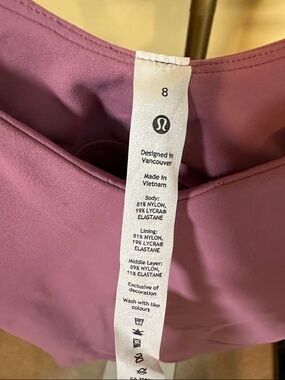 8
Designed in
Vancouver
Made In
Vietnam
Body:
81% NYLON,
19% LYCRA®
ELASTANE
Lining:
81% NYLON,
19% LYCRA®
ELASTANE
Middle Layer:
89% NYLON,
11% ELASTANE
Exclusive of
decoration
Wash with like
colours